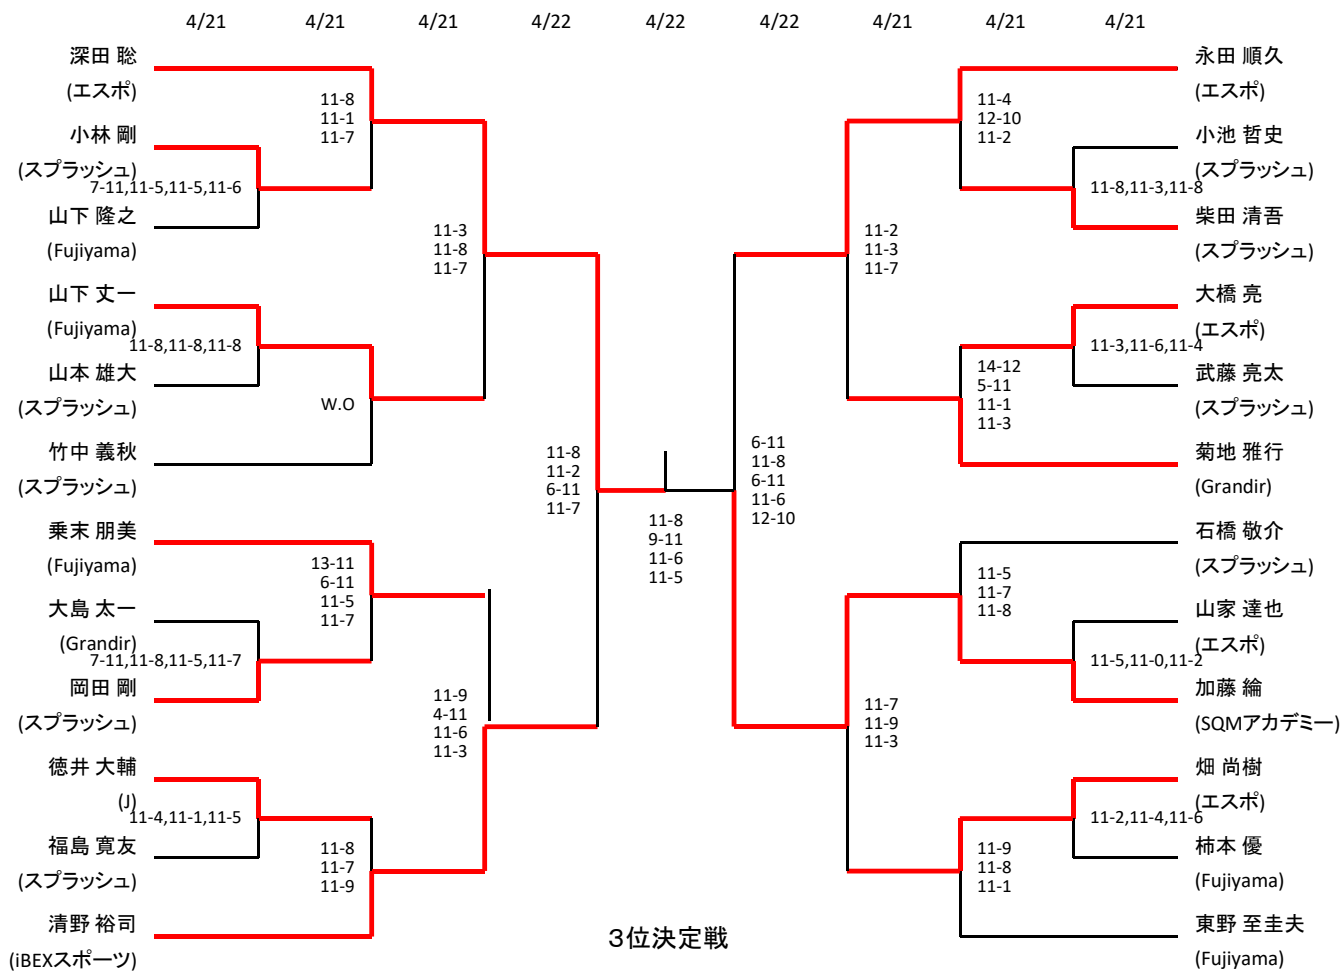 4/21 4/21 4/21 4/22 4/22 4/22 4/21 4/21 4/21
深田 聡
(エスポ)
小林 剛
(スプラッシュ)
山下 隆之
(Fujiyama)
山下 丈一
(Fujiyama)
山本 雄大
(スプラッシュ)
竹中 義秋
(スプラッシュ)
乗末 朋美
(Fujiyama)
大島 太一
(Grandir)
岡田 剛
(スプラッシュ)
徳井 大輔
(J)
福島 寛友
(スプラッシュ)
清野 裕司
(iBEXスポーツ)
7-11,11-5,11-5,11-6
11-8,11-8,11-8
7-11,11-8,11-5,11-7
11-4,11-1,11-5
11-8
11-1
11-7
W.O
13-11
6-11
11-5
11-7
11-8
11-7
11-9
11-3
11-8
11-7
11-9
4-11
11-6
11-3
11-8
11-2
6-11
11-7
11-8
9-11
11-6
11-5
3位決定戦
6-11
11-8
6-11
11-6
12-10
11-2
11-3
11-7
11-7
11-9
11-3
11-4
12-10
11-2
14-12
5-11
11-1
11-3
11-5
11-7
11-8
11-9
11-8
11-1
11-8,11-3,11-8
11-3,11-6,11-4
11-5,11-0,11-2
11-2,11-4,11-6
永田 順久
(エスポ)
小池 哲史
(スプラッシュ)
柴田 清吾
(スプラッシュ)
大橋 亮
(エスポ)
武藤 亮太
(スプラッシュ)
菊地 雅行
(Grandir)
石橋 敬介
(スプラッシュ)
山家 達也
(エスポ)
加藤 綸
(SQMアカデミー)
畑 尚樹
(エスポ)
柿本 優
(Fujiyama)
東野 至圭夫
(Fujiyama)